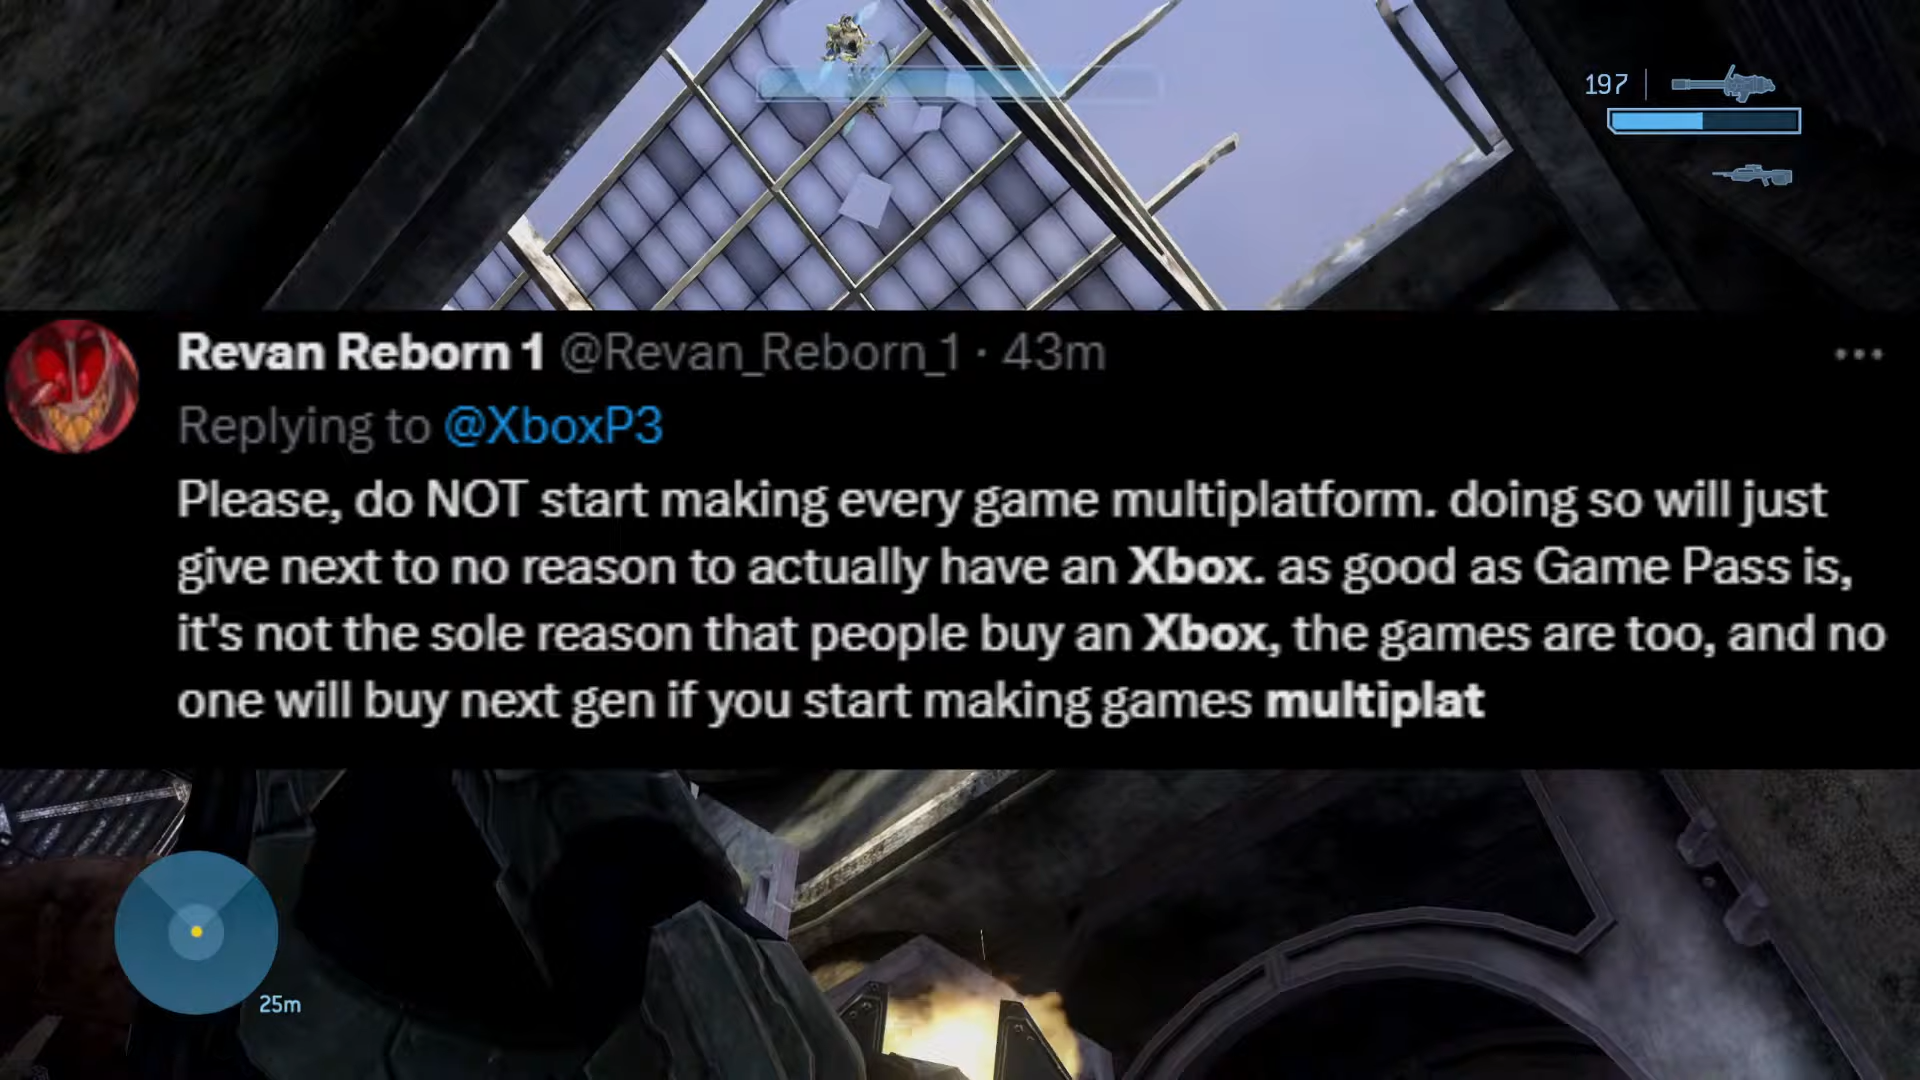 197
Revan Reborn 1 @Revan_Reborn_1 · 43m
Replying to @XboxP3
Please, do NOT start making every game multiplatform. doing so will just
give next to no reason to actually have an Xbox. as good as Game Pass is,
it's not the sole reason that people buy an Xbox, the games are too, and no
one will buy next gen if you start making games multiplat
25m